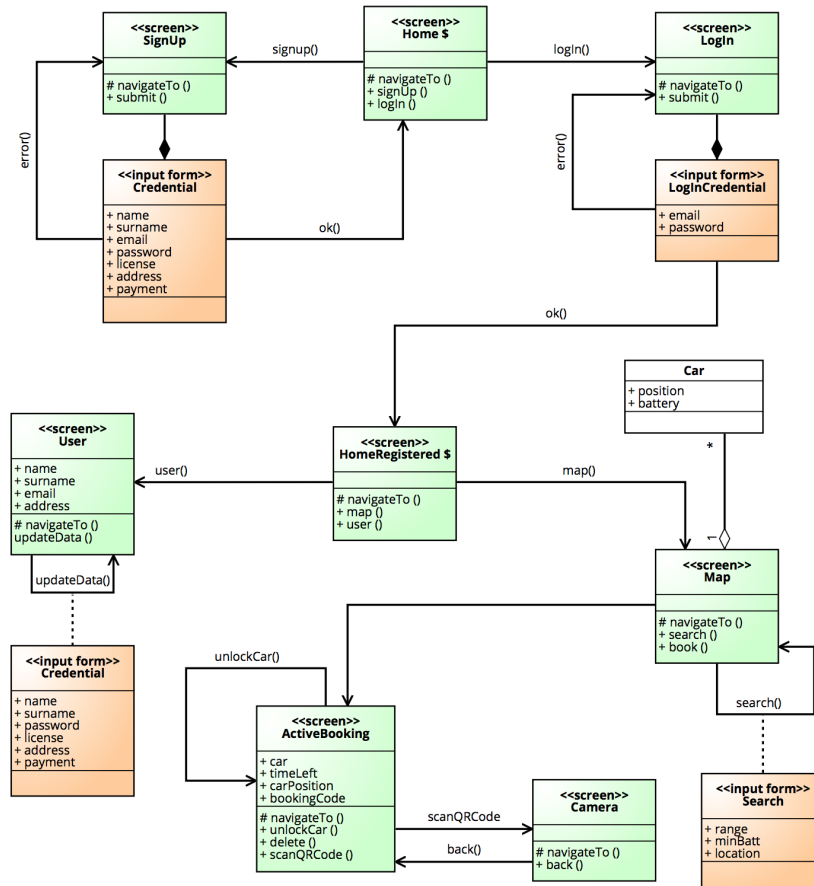 <<screen>>
SignUp
# navigateTo ()
+ submit ()
signup()
<<screen>>
Home $
# navigateTo ()
+ signUp ()
+ logIn ()
logIn()
<<screen>>
LogIn
# navigateTo ()
+ submit ()
error()
<<input form>>
Credential
+ name
+ surname
+ email
+ password
+ license
+ address
+ payment
ok()
error()
<<input form>>
LogInCredential
+ email
+ password
ok()
Car
+ position
+ battery
*
1
<<screen>>
User
+ name
+ surname
+ email
+ address
# navigateTo ()
updateData ()
user()
<<screen>>
HomeRegistered $
# navigateTo ()
+ map ()
+ user ()
map()
<<screen>>
Map
# navigateTo ()
+ search ()
+ book ()
updateData()
<<input form>>
Credential
+ name
+ surname
+ password
+ license
+ address
+ payment
unlockCar()
<<screen>>
ActiveBooking
+ car
+ timeLeft
+ carPosition
+ bookingCode
# navigateTo ()
+ unlockCar ()
+ delete ()
+ scanQRCode ()
scanQRCode
back()
<<screen>>
Camera
# navigateTo ()
+ back ()
search()
<<input form>>
Search
+ range
+ minBatt
+ location